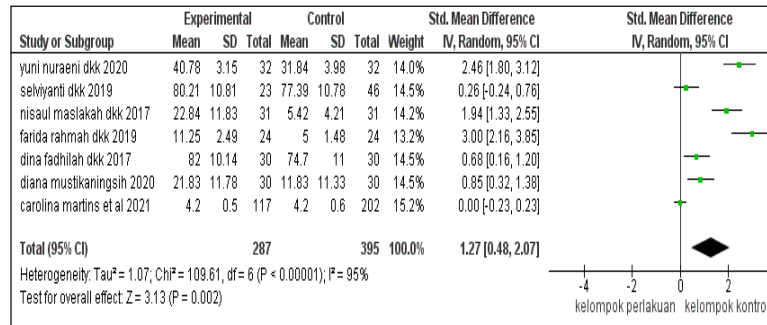 Experimental Control Std. Mean Difference Std. Mean Difference
Study or Subgroup Mean SD Total Mean SD Total Weight IV, Random, 95% CI IV, Random, 95% CI
yuni nuraeni dkk 2020 40.78 3.15 32 31.84 3.98 32 14.0% 2.46 [1.80, 3.12]
selviyanti dkk 2019 80.21 10.81 23 77.39 10.78 46 14.6% 0.26 [-0.24, 0.76]
nisaul maslakah dkk 2017 22.84 11.83 31 5.42 4.21 31 14.1% 1.94 [1.33, 2.55]
farida rahmah dkk 2019 11.25 2.49 24 5 1.48 24 13.1% 3.00 [2.16, 3.85]
dina fadhilah dkk 2017 82 10.14 30 74.7 11 30 14.5% 0.68 [0.16, 1.20]
diana mustikaningsih 2020 21.83 11.78 30 11.83 11.33 30 14.5% 0.85 [0.32, 1.38]
carolina martins et al 2021 4.2 0.5 117 4.2 0.6 202 15.2% 0.00 [-0.23, 0.23]
Total (95% CI) 287 395 100.0% 1.27 [0.48, 2.07]
Heterogeneity: Tau² = 1.07; Chi² = 109.61, df = 6 (P < 0.00001); I² = 95%
Test for overall effect: Z = 3.13 (P = 0.002)
-4 -2 0 2
kelompok perlakuan kelompok kontro